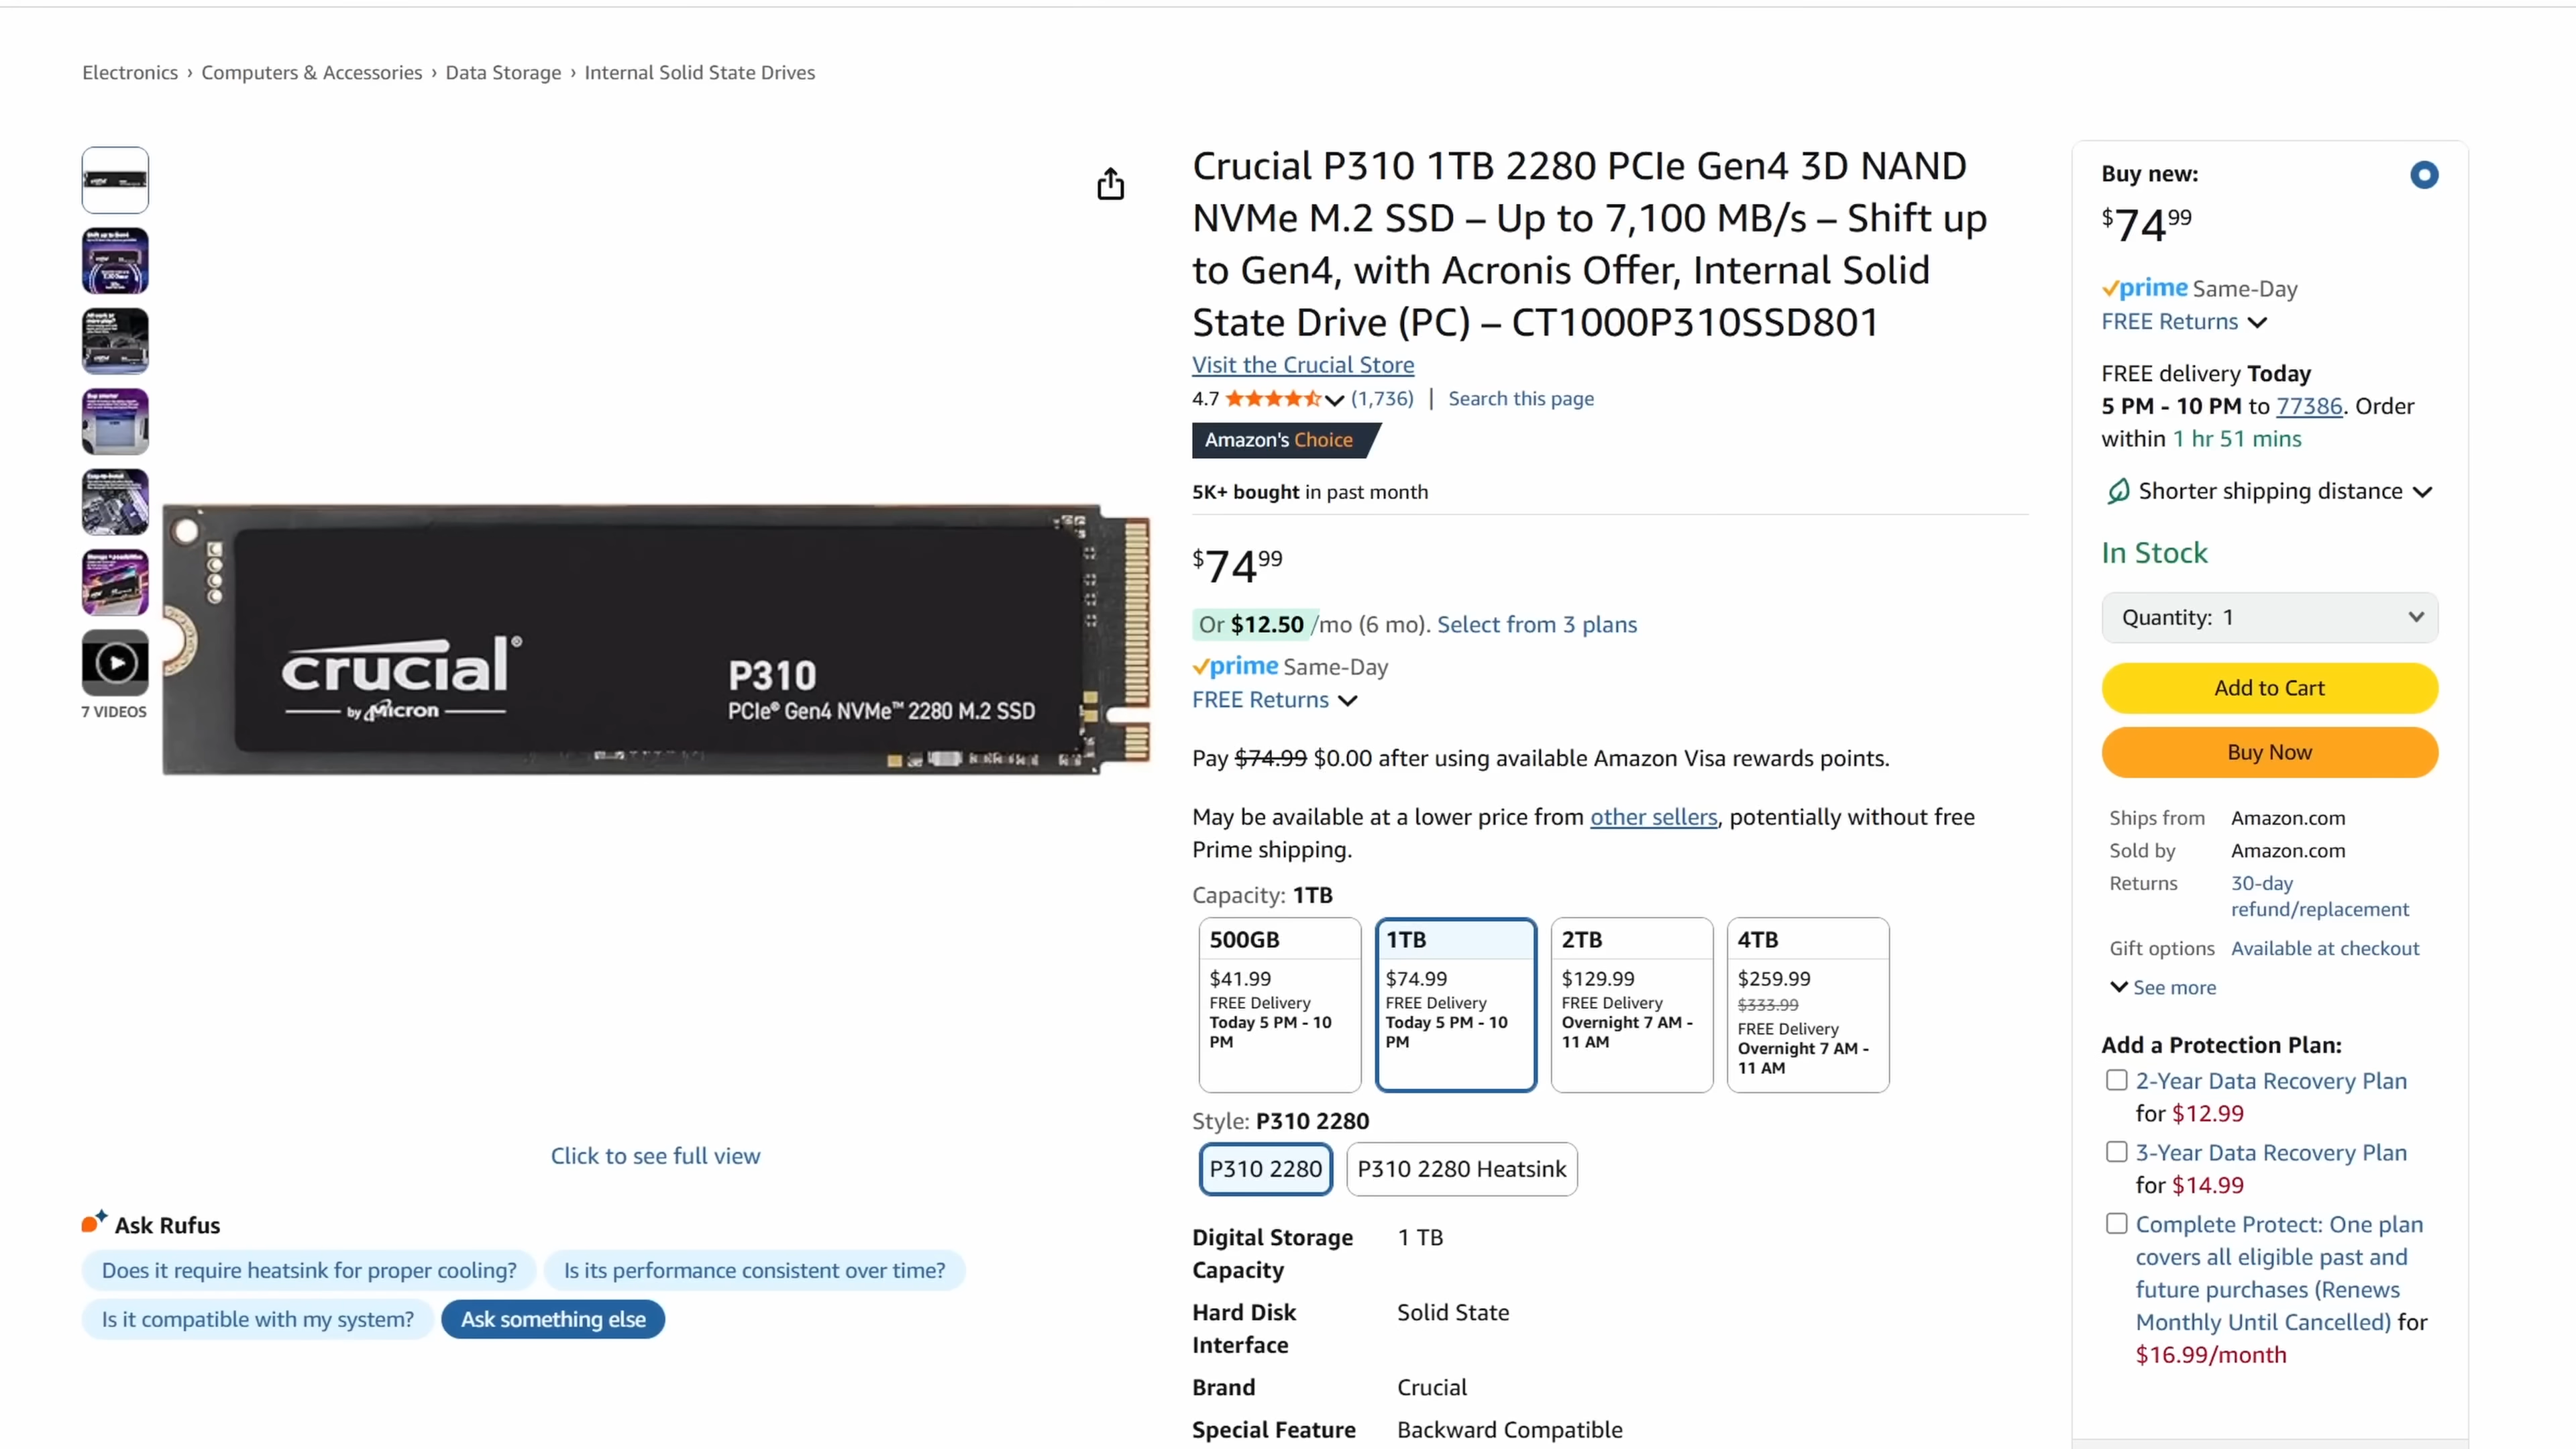 Electronics › Computers & Accessories › Data Storage › Internal Solid State Drives
7 VIDEOS
crucial®
by Micron
P310
PCIe® Gen4 NVMe™ 2280 M.2 SSD
Click to see full view
Ask Rufus
Does it require heatsink for proper cooling?
Is its performance consistent over time?
Is it compatible with my system?
Ask something else
Crucial P310 1TB 2280 PCIe Gen4 3D NAND
NVMe M.2 SSD – Up to 7,100 MB/s – Shift up
to Gen4, with Acronis Offer, Internal Solid
State Drive (PC) – CT1000P310SSD801
Visit the Crucial Store
4.7 (1,736) | Search this page
Amazon's Choice
5K+ bought in past month
$74 99
Or $12.50 /mo (6 mo). Select from 3 plans
prime Same-Day
FREE Returns
Pay $74.99 $0.00 after using available Amazon Visa rewards points.
May be available at a lower price from other sellers, potentially without free
Prime shipping.
Capacity: 1TB
500GB
$41.99
FREE Delivery
Today 5 PM - 10
PM
1TB
$74.99
FREE Delivery
Today 5 PM - 10
PM
2TB
$129.99
FREE Delivery
Overnight 7 AM -
11 AM
4TB
$259.99
$333.99
FREE Delivery
Overnight 7 AM -
11 AM
Style: P310 2280
P310 2280
P310 2280 Heatsink
Digital Storage
Capacity
1 TB
Hard Disk
Interface
Solid State
Brand
Crucial
Special Feature
Backward Compatible
Buy new:
$74 99
prime Same-Day
FREE Returns
FREE delivery Today
5 PM - 10 PM to 77386. Order
within 1 hr 51 mins
Shorter shipping distance
In Stock
Quantity: 1
Add to Cart
Buy Now
Ships from Amazon.com
Sold by Amazon.com
Returns 30-day
refund/replacement
Gift options Available at checkout
See more
Add a Protection Plan:
2-Year Data Recovery Plan
for $12.99
3-Year Data Recovery Plan
for $14.99
Complete Protect: One plan
covers all eligible past and
future purchases (Renews
Monthly Until Cancelled) for
$16.99/month